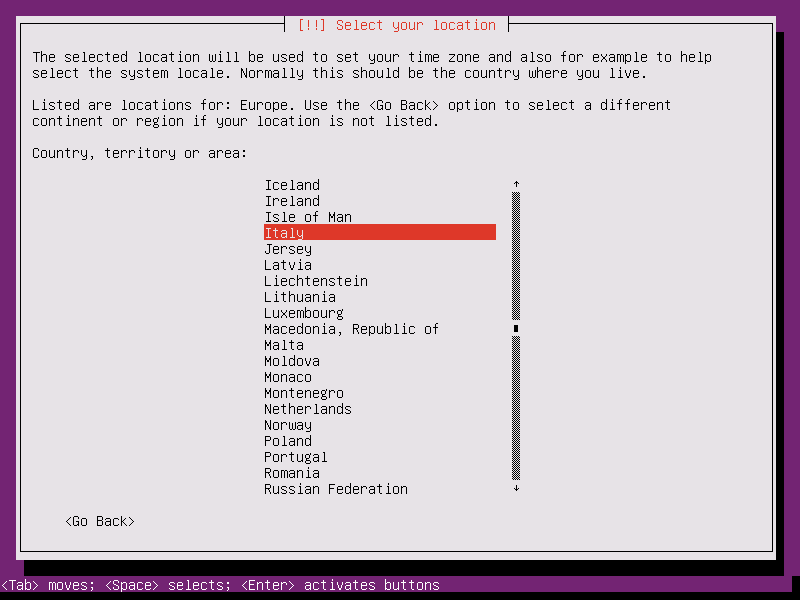 [!!] Select your location
The selected location will be used to set your time zone and also for example to help
select the system locale. Normally this should be the country where you live.
Listed are locations for: Europe. Use the <Go Back> option to select a different
continent or region if your location is not listed.
Country, territory or area:
Iceland
Ireland
Isle of Man
Italy
Jersey
Latvia
Liechtenstein
Lithuania
Luxembourg
Macedonia, Republic of
Malta
Moldova
Monaco
Montenegro
Netherlands
Norway
Poland
Portugal
Romania
Russian Federation
<Go Back>
<Tab> moves; <Space> selects; <Enter> activates buttons